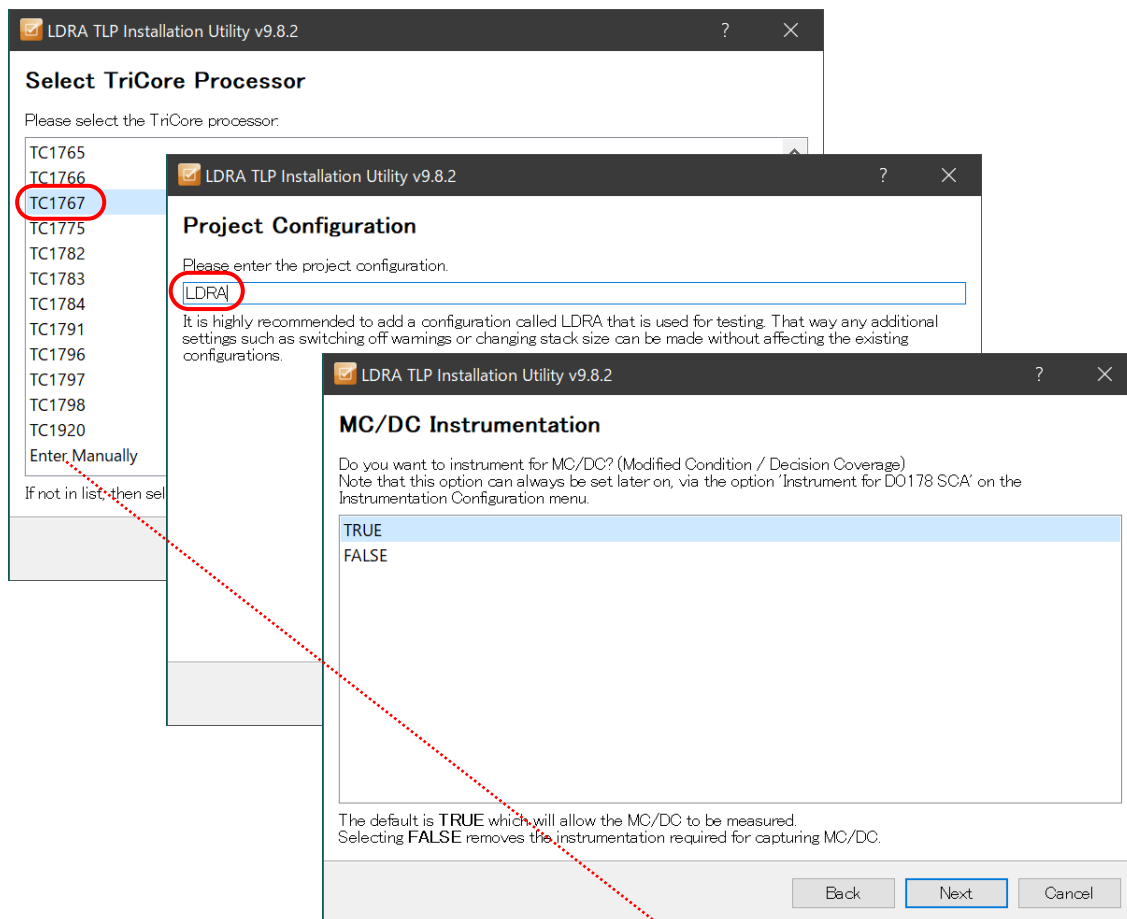 LDRA TLP Installation Utility v9.8.2
Select TriCore Processor
Please select the TriCore processor:
TC1765
TC1766
TC1767
TC1775
TC1782
TC1783
TC1784
TC1791
TC1796
TC1797
TC1798
TC1920
Enter Manually
If not in list, then sel
LDRA TLP Installation Utility v9.8.2
Project Configuration
Please enter the project configuration.
LDRA
It is highly recommended to add a configuration called LDRA that is used for testing. That way any additional
settings such as switching off warnings or changing stack size can be made without affecting the existing
configurations.
LDRA TLP Installation Utility v9.8.2
MC/DC Instrumentation
Do you want to instrument for MC/DC? (Modified Condition / Decision Coverage)
Note that this option can always be set later on, via the option 'Instrument for DO178 SCA' on the
Instrumentation Configuration menu.
TRUE
FALSE
The default is TRUE which will allow the MC/DC to be measured.
Selecting FALSE removes the instrumentation required for capturing MC/DC.
Back Next Cancel